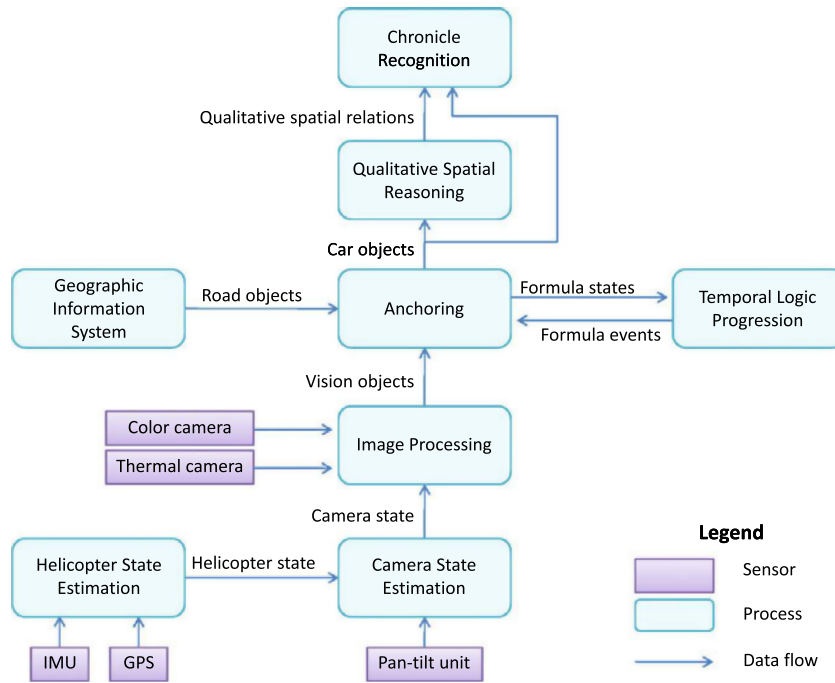 Chronicle
Recognition
Qualitative spatial relations
Qualitative Spatial
Reasoning
Car objects
Geographic
Information
System
Road objects
Anchoring
Formula states
Formula events
Temporal Logic
Progression
Vision objects
Color camera
Thermal camera
Image Processing
Camera state
Helicopter State
Estimation
Helicopter state
Camera State
Estimation
IMU
GPS
Pan-tilt unit
Legend
Sensor
Process
Data flow